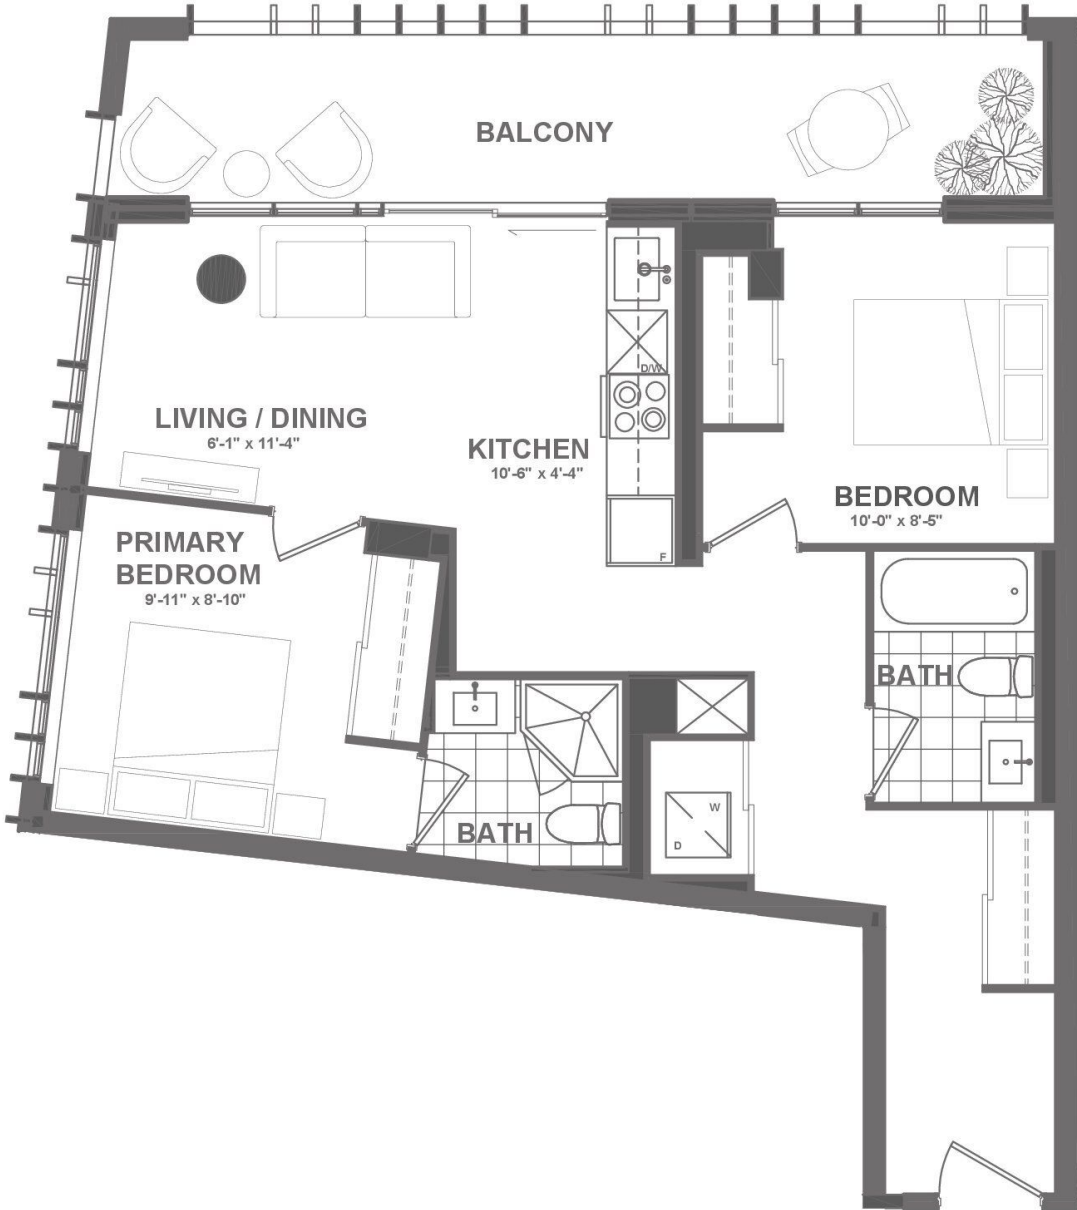 BALCONY
LIVING / DINING
6'-1" x 11'-4"
D/W
KITCHEN
10'-6" x 4'-4"
BEDROOM
10'-0" x 8'-5"
F
PRIMARY
BEDROOM
9'-11" x 8'-10"
BATH
BATH
W
D